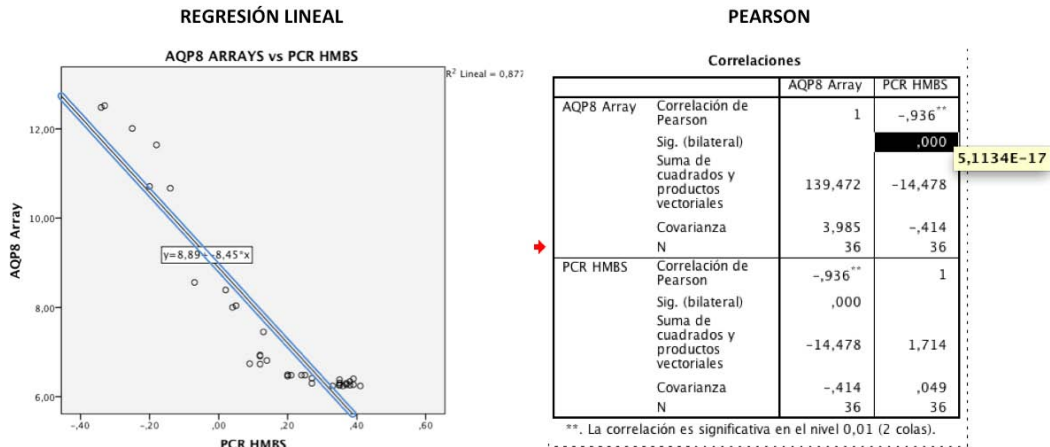 REGRESIÓN LINEAL
AQP8 ARRAYS vs PCR HMBS
R² Lineal = 0,877
AQP8 Array
12,00
10,00
8,00
6,00
y=8,89+-8,45*x
-,40
-,20
,00
,20
,40
,60
PCR HMBS
PEARSON
Correlaciones
AQP8 Array PCR HMBS
AQP8 Array Correlación de Pearson 1 -,936**
Sig. (bilateral) ,000
5,1134E-17
Suma de cuadrados y productos vectoriales 139,472 -14,478
Covarianza 3,985 -,414
N 36 36
PCR HMBS Correlación de Pearson -,936** 1
Sig. (bilateral) ,000
Suma de cuadrados y productos vectoriales -14,478 1,714
Covarianza -,414 ,049
N 36 36
**. La correlación es significativa en el nivel 0,01 (2 colas).